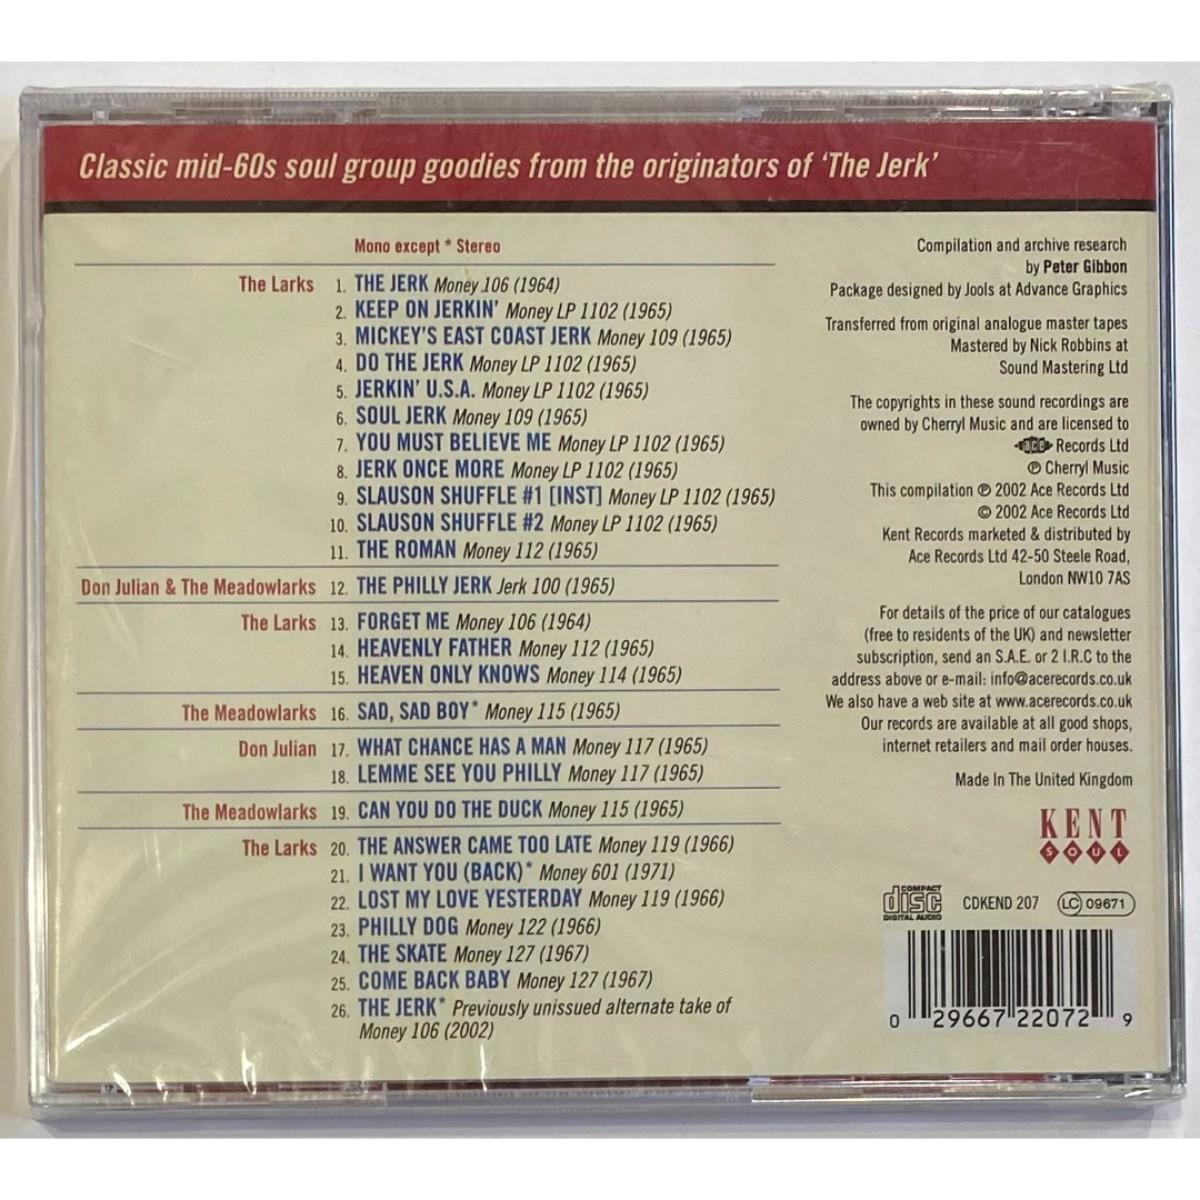 Classic mid-60s soul group goodies from the originators of ‘The Jerk’
Mono except * Stereo
The Larks 1. THE JERK Money 106 (1964)
2. KEEP ON JERKIN’ Money LP 1102 (1965)
3. MICKEY’S EAST COAST JERK Money 109 (1965)
4. DO THE JERK Money LP 1102 (1965)
5. JERKIN’ U.S.A. Money LP 1102 (1965)
6. SOUL JERK Money 109 (1965)
7. YOU MUST BELIEVE ME Money LP 1102 (1965)
8. JERK ONCE MORE Money LP 1102 (1965)
9. SLAUSON SHUFFLE #1 [INST] Money LP 1102 (1965)
10. SLAUSON SHUFFLE #2 Money LP 1102 (1965)
11. THE ROMAN Money 112 (1965)
Don Julian & The Meadowlarks 12. THE PHILLY JERK Jerk 100 (1965)
The Larks 13. FORGET ME Money 106 (1964)
14. HEAVENLY FATHER Money 112 (1965)
15. HEAVEN ONLY KNOWS Money 114 (1965)
The Meadowlarks 16. SAD, SAD BOY* Money 115 (1965)
Don Julian 17. WHAT CHANCE HAS A MAN Money 117 (1965)
18. LEMME SEE YOU PHILLY Money 117 (1965)
The Meadowlarks 19. CAN YOU DO THE DUCK Money 115 (1965)
The Larks 20. THE ANSWER CAME TOO LATE Money 119 (1966)
21. I WANT YOU (BACK)* Money 601 (1971)
22. LOST MY LOVE YESTERDAY Money 119 (1966)
23. PHILLY DOG Money 122 (1966)
24. THE SKATE Money 127 (1967)
25. COME BACK BABY Money 127 (1967)
26. THE JERK* Previously unissued alternate take of
Money 106 (2002)
Compilation and archive research
by Peter Gibbon
Package designed by Jools at Advance Graphics
Transferred from original analogue master tapes
Mastered by Nick Robbins at
Sound Mastering Ltd
The copyrights in these sound recordings are
owned by Cherryl Music and are licensed to
ace Records Ltd
℗ Cherryl Music
This compilation ℗ 2002 Ace Records Ltd
© 2002 Ace Records Ltd
Kent Records marketed & distributed by
Ace Records Ltd 42-50 Steele Road,
London NW10 7AS
For details of the price of our catalogues
(free to residents of the UK) and newsletter
subscription, send an S.A.E. or 2 I.R.C to the
address above or e-mail: info@acerecords.co.uk
We also have a web site at www.acerecords.co.uk
Our records are available at all good shops,
internet retailers and mail order houses.
Made In The United Kingdom
KENT
SOUL
COMPACT
disc
DIGITAL AUDIO
CDKEND 207
LC 09671
0 29667 22072 9